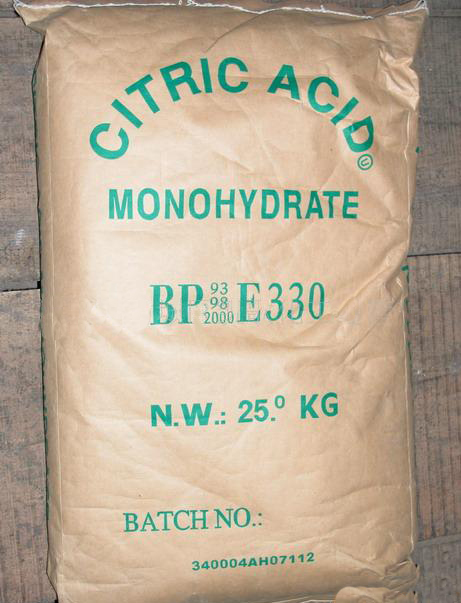 CITRIC ACID
MONOHYDRATE
BP 93 98 2000 E330
N.W.: 25.⁰ KG
BATCH NO.:
340004AH07112